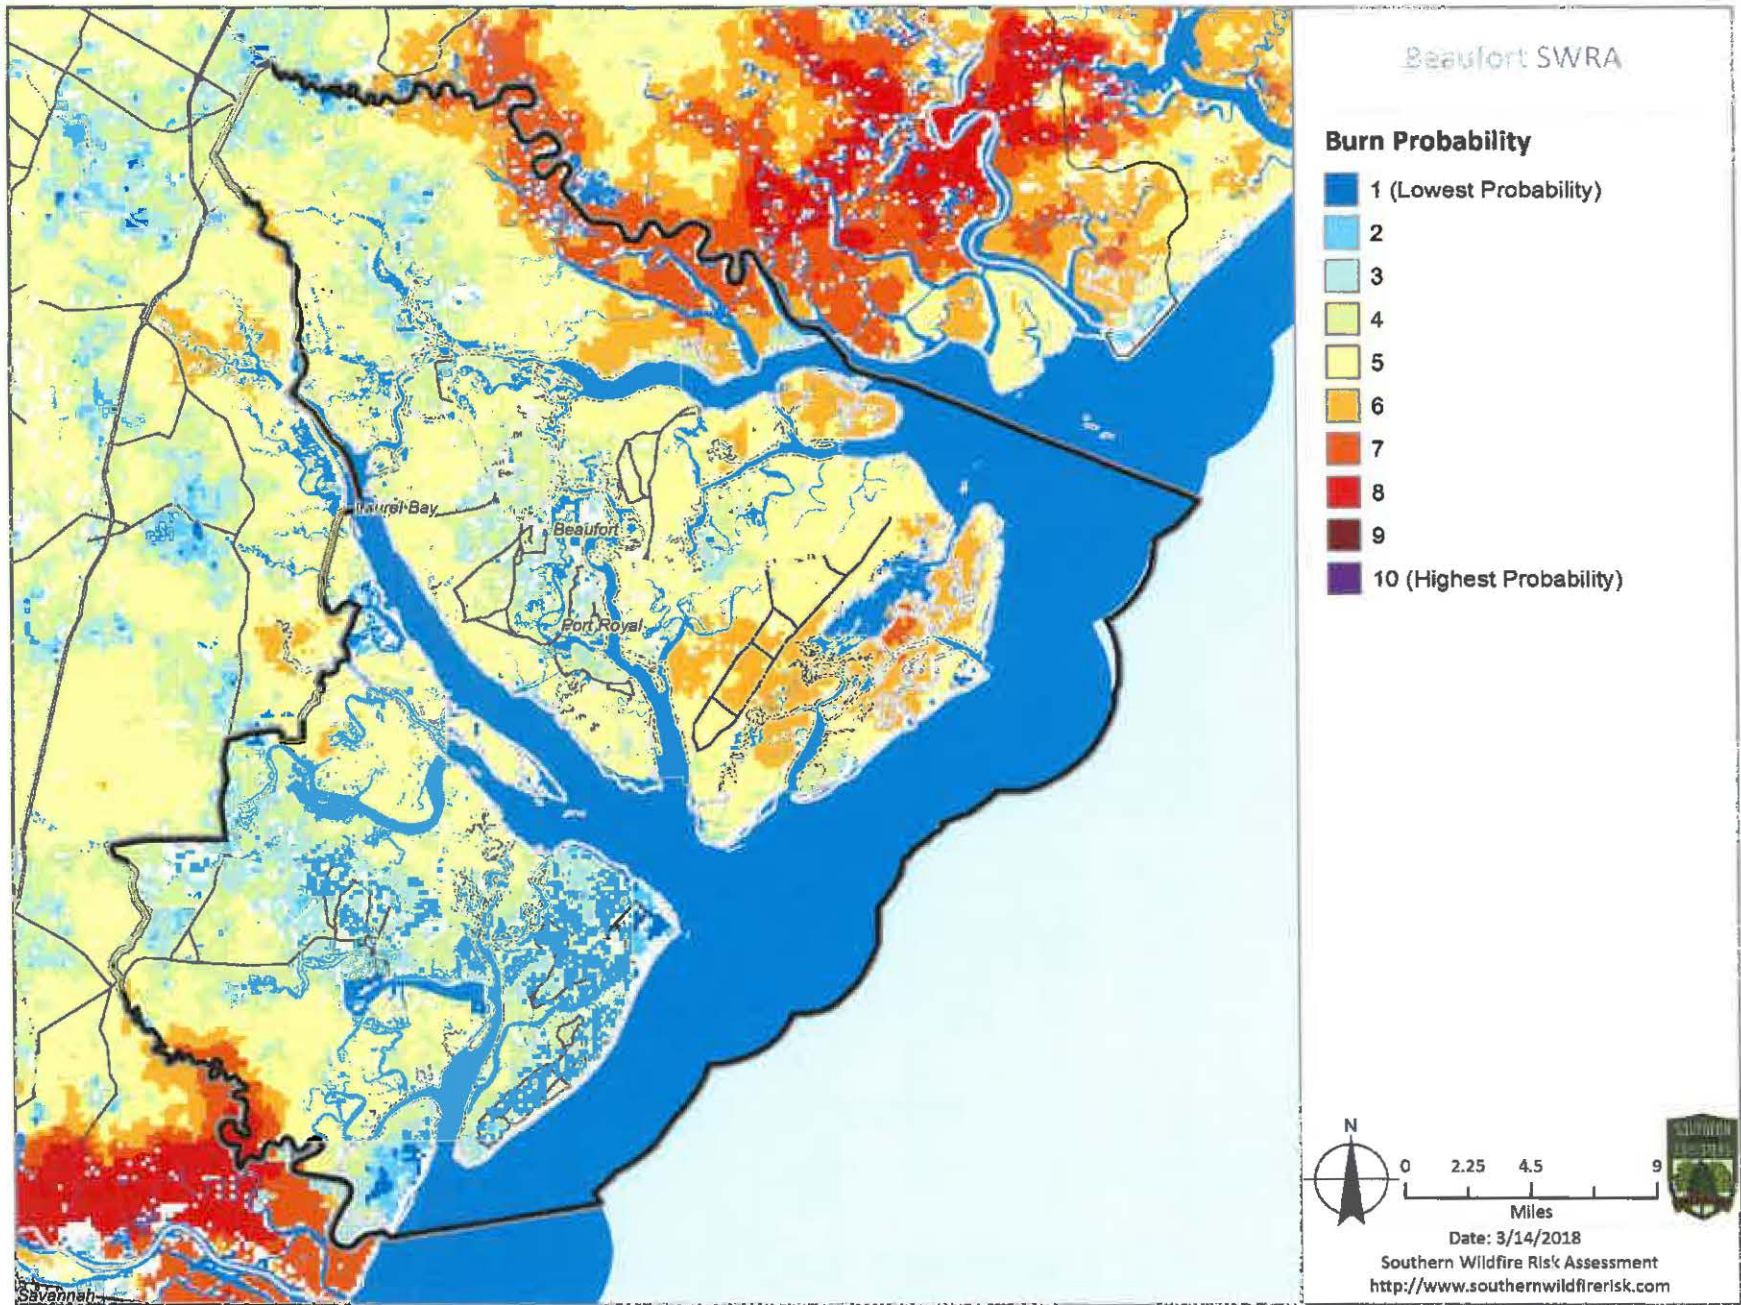 Beaufort SWRA
Burn Probability
1 (Lowest Probability)
2
3
4
5
6
7
8
9
10 (Highest Probability)
Laurel Bay
Beaufort
Port Royal
Savannah
N
0 2.25 4.5 9
Miles
Date: 3/14/2018
Southern Wildfire Risk Assessment
http://www.southernwildfirerisk.com